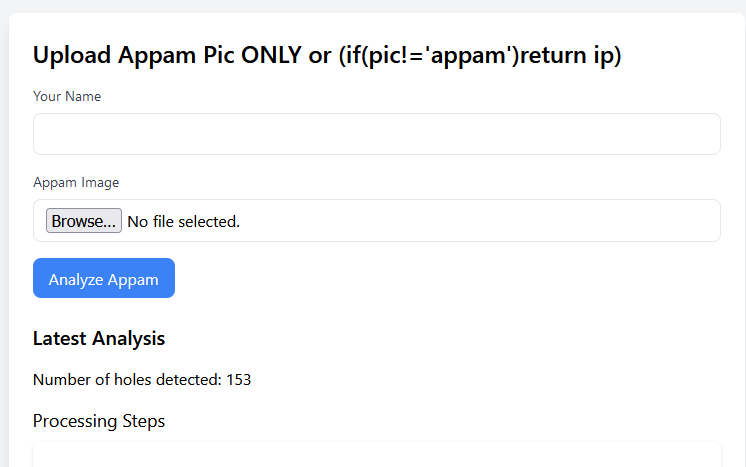 Upload Appam Pic ONLY or (if(pic!='appam')return ip)
Your Name
Appam Image
Browse... No file selected.
Analyze Appam
Latest Analysis
Number of holes detected: 153
Processing Steps